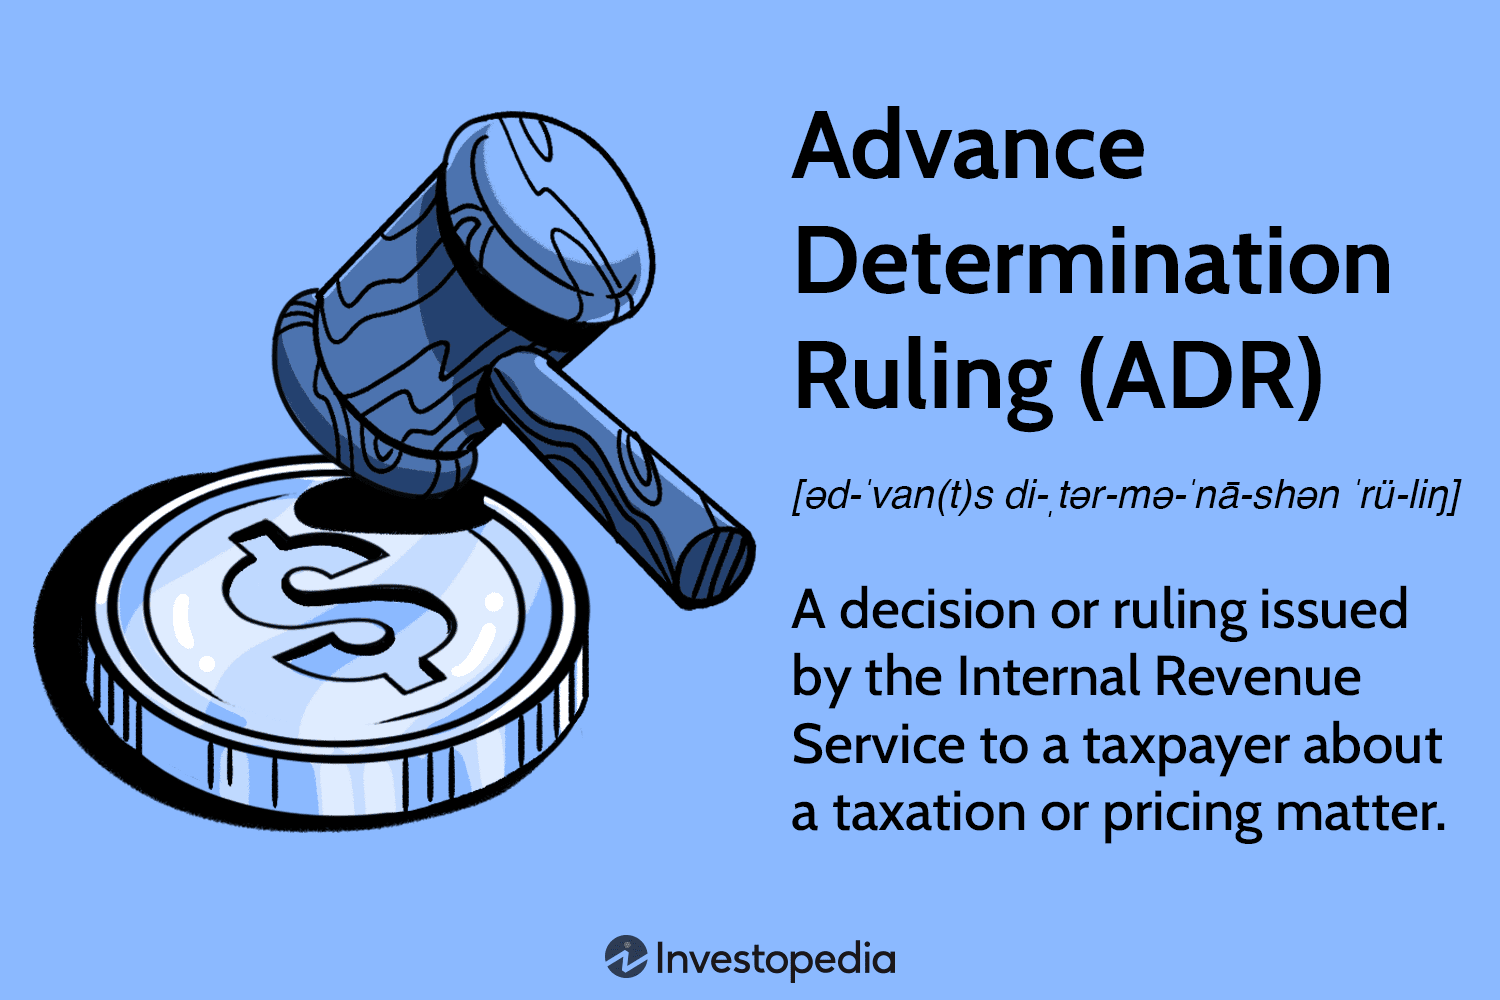 Advance
Determination
Ruling (ADR)
[əd-ˈvan(t)s di-ˌtər-mə-ˈnā-shən ˈrü-liŋ]
A decision or ruling issued
by the Internal Revenue
Service to a taxpayer about
a taxation or pricing matter.
Investopedia